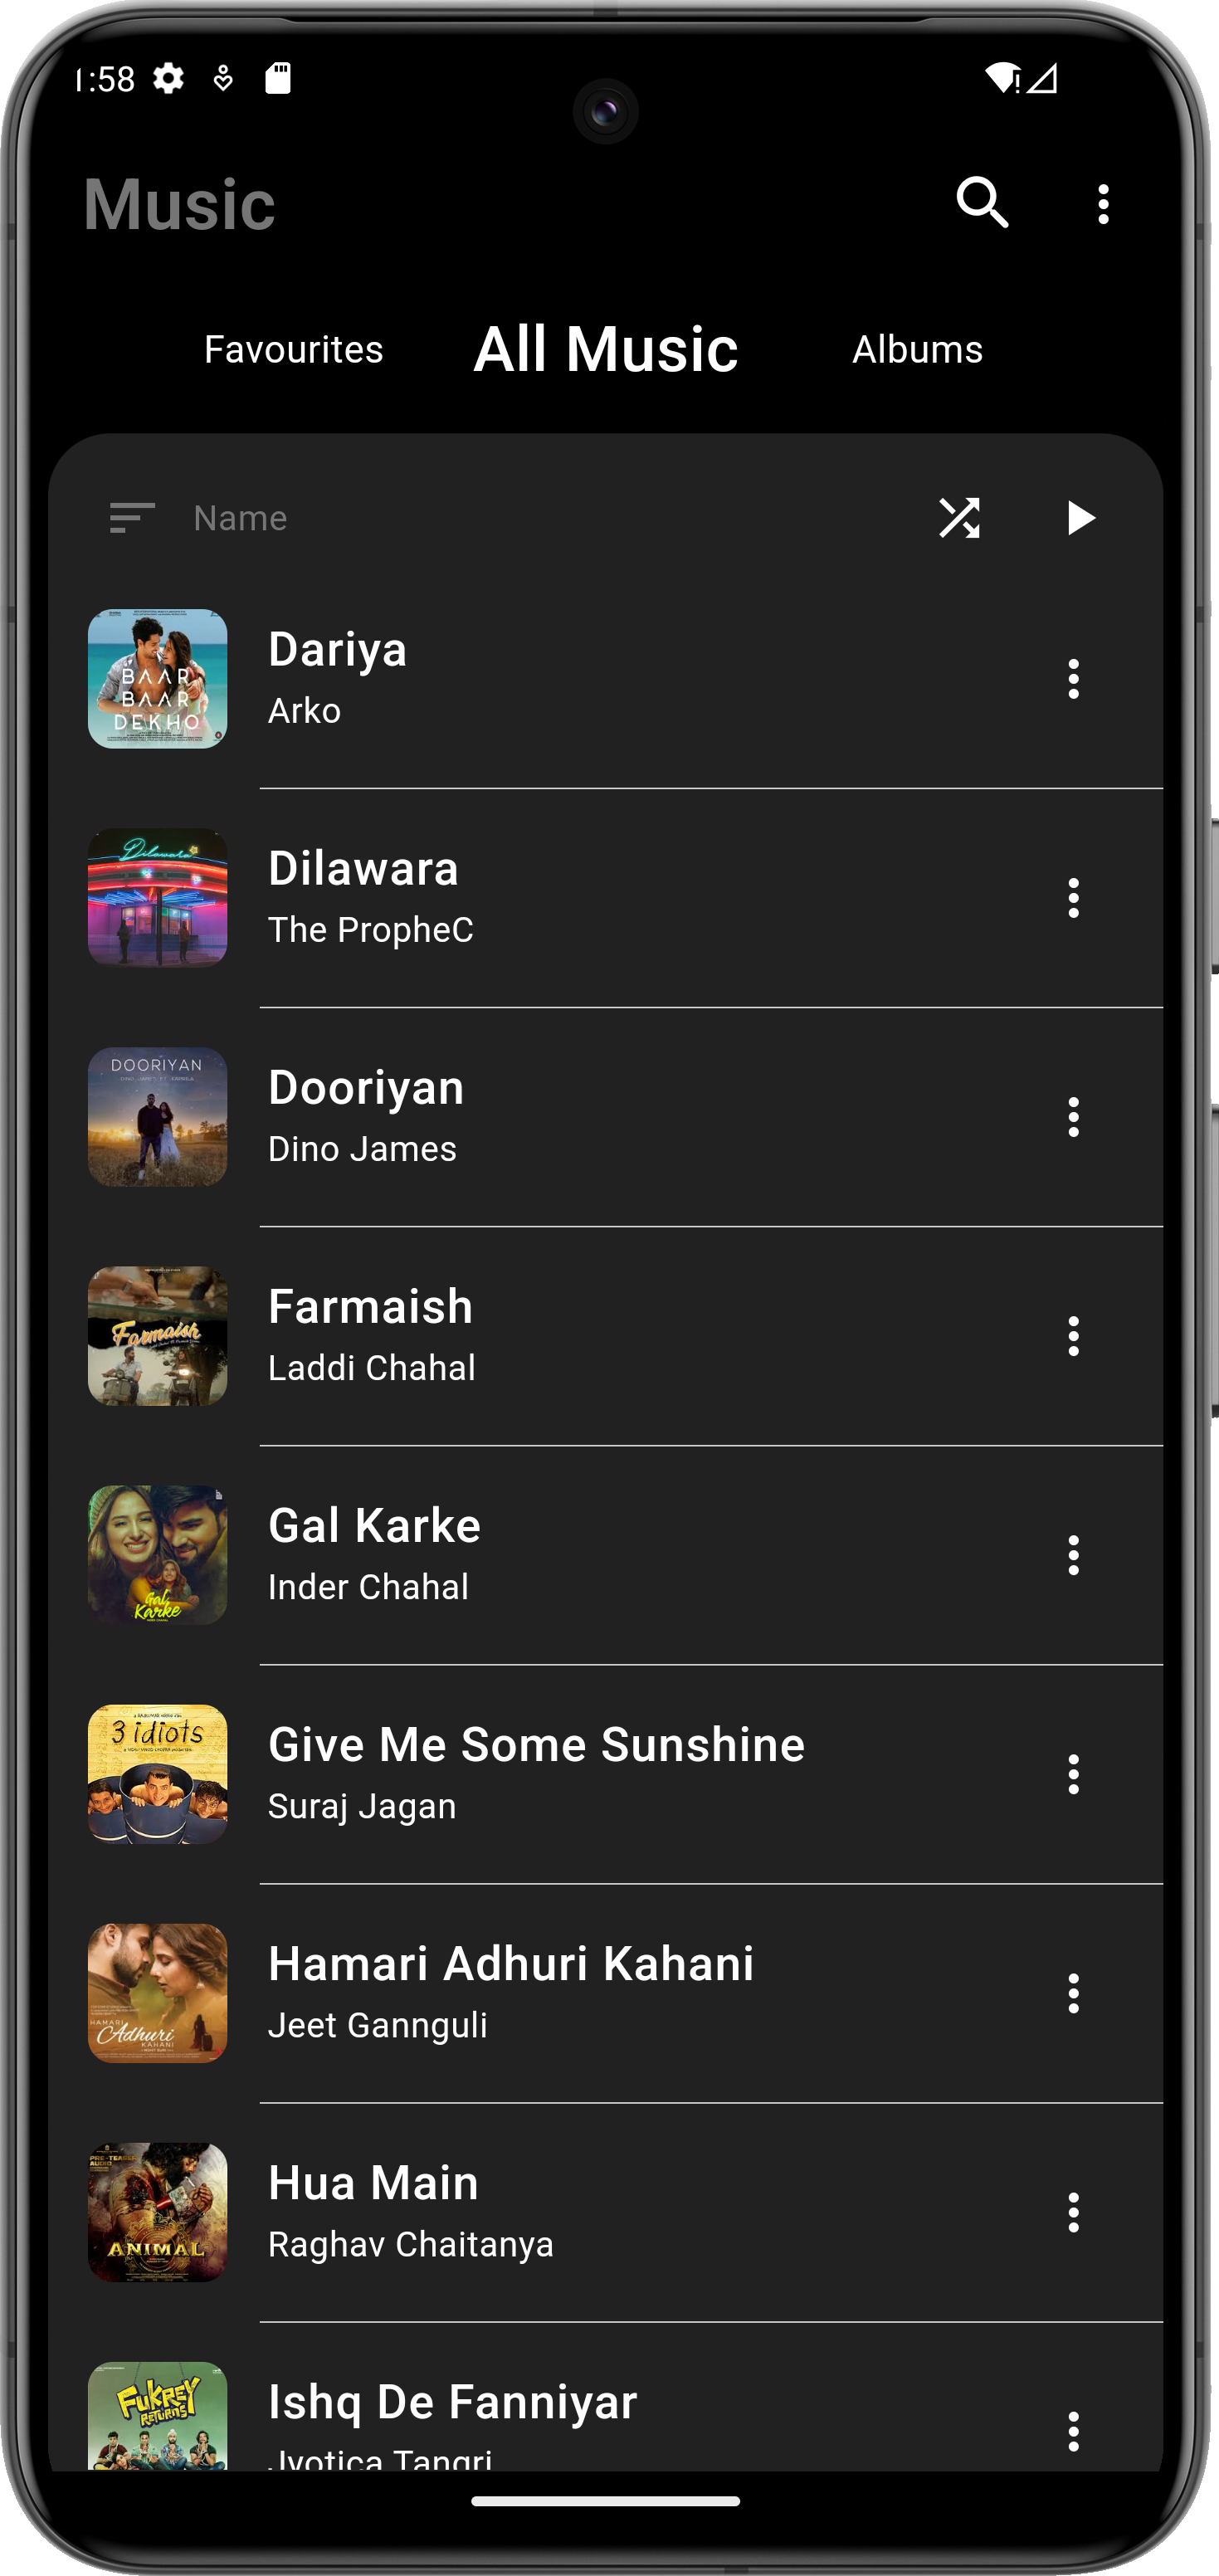 1:58
Music
Favourites All Music Albums
Name
BAAR
BAAR
DEKHO
Dariya
Arko
Dilawara
Dilawara
The PropheC
DOORIYAN
Dooriyan
Dino James
Farmaish
Farmaish
Laddi Chahal
Gal
Karke
Gal Karke
Inder Chahal
3 idiots
Give Me Some Sunshine
Suraj Jagan
HAMARI
Adhuri
KAHANI
Hamari Adhuri Kahani
Jeet Gannguli
ANIMAL
Hua Main
Raghav Chaitanya
FUKREY
RETURNS
Ishq De Fanniyar
Jyotica Tangri